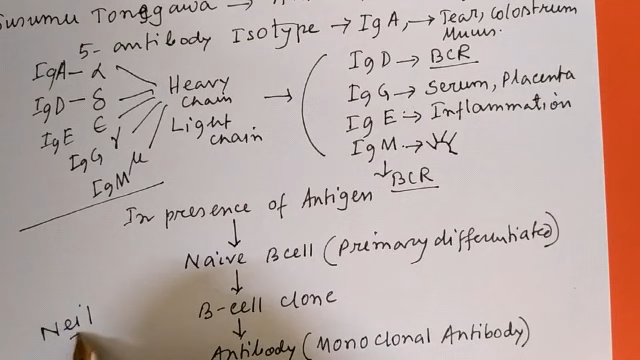 Susumu Tonggawa →
5- antibody Isotype → IgA, → Tear, colostrum
Mucus.
IgA - α
IgD - δ
IgE ε
IgG γ
IgM μ
Heavy
chain
Light
chain
→
IgD → BCR
IgG → Serum, Placenta
IgE → Inflammation
IgM →
↓ BCR
In presence of Antigen
↓
Naive B cell (Primary differentiated)
↓
B-cell clone
↓
Antibody (Monoclonal Antibody)
Neil